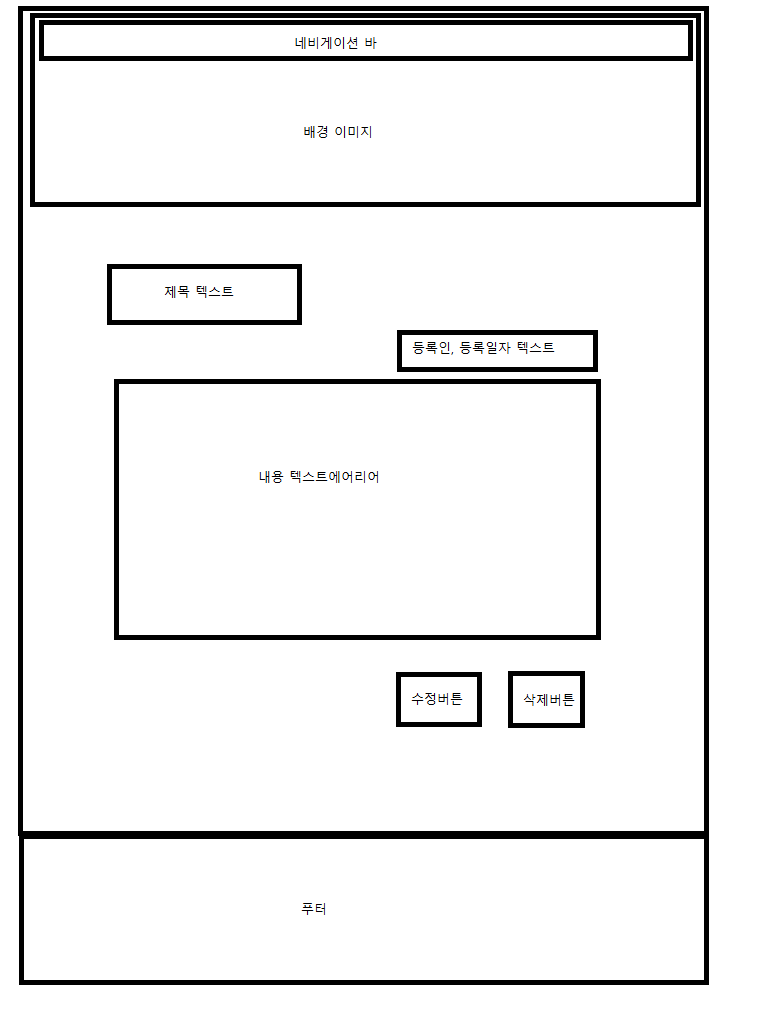 네비게이션 바
배경 이미지
제목 텍스트
등록인, 등록일자 텍스트
내용 텍스트에어리어
수정버튼
삭제버튼
푸터